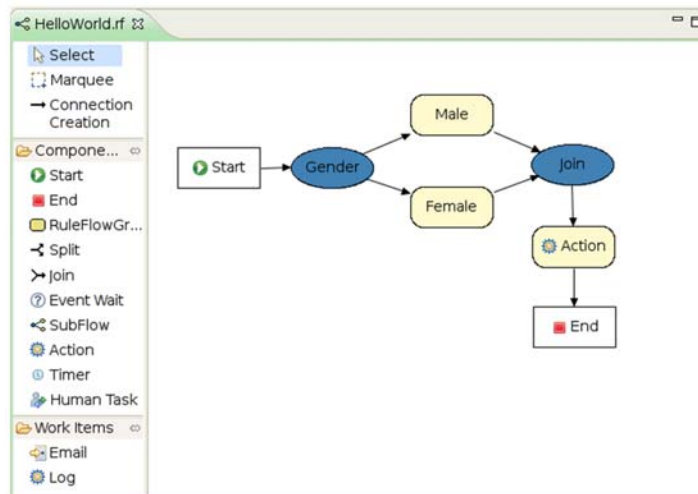 HelloWorld.rf
Select
Marquee
Connection
Creation
Compone...
Start
End
RuleFlowGr...
Split
Join
Event Wait
SubFlow
Action
Timer
Human Task
Work Items
Email
Log
Start
Gender
Male
Female
Join
Action
End